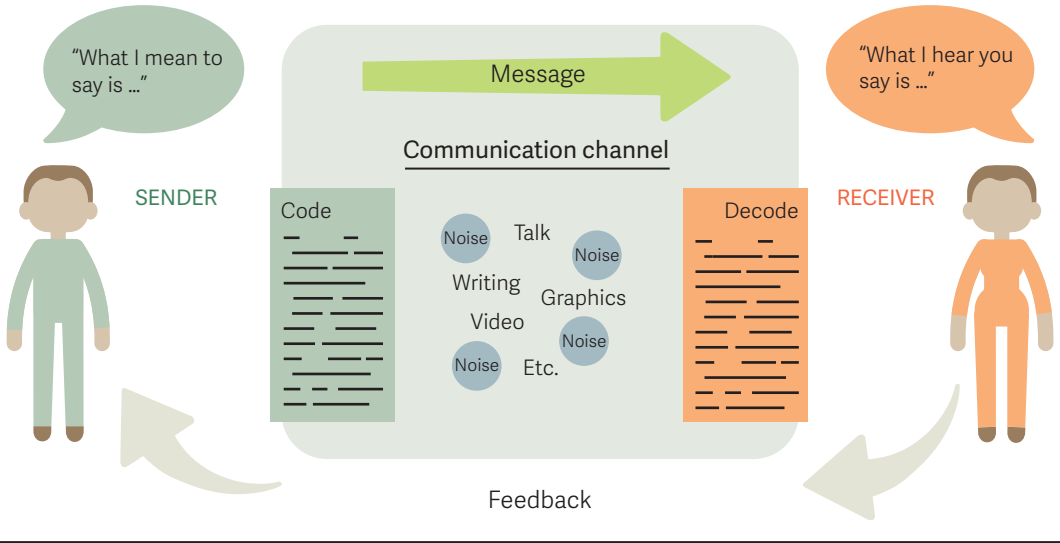 “What I mean to
say is ...”
Message
“What I hear you
say is ...”
Communication channel
SENDER
RECEIVER
Code
Decode
Noise
Talk
Noise
Writing
Graphics
Video
Noise
Noise
Etc.
Feedback